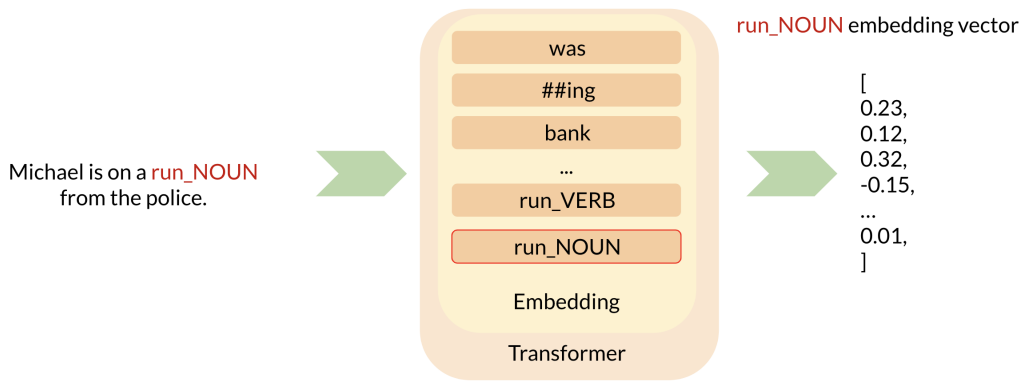 Michael is on a run_NOUN
from the police.
was
##ing
bank
...
run_VERB
run_NOUN
Embedding
Transformer
run_NOUN embedding vector
[
0.23,
0.12,
0.32,
-0.15,
...
0.01,
]